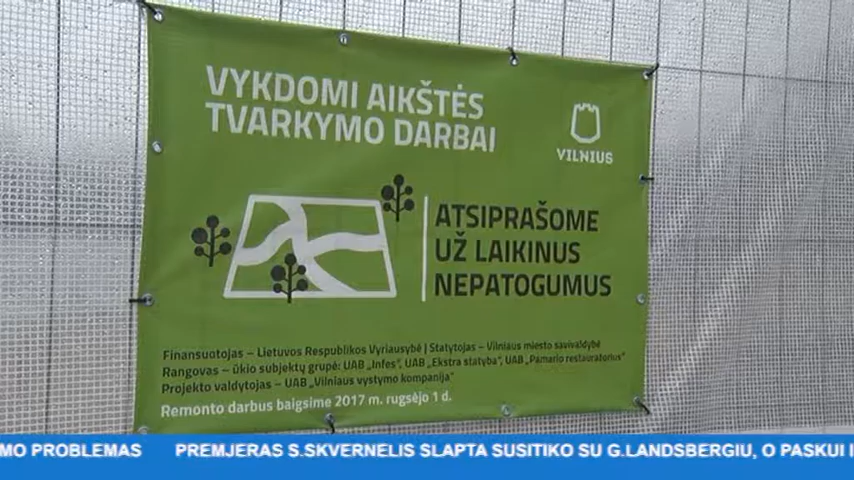 VYKDOMI AIKŠTĖS
TVARKYMO DARBAI
VILNIUS
ATSIPRAŠOME
UŽ LAIKINUS
NEPATOGUMUS
Finansuotojas – Lietuvos Respublikos Vyriausybė | Statytojas – Vilniaus miesto savivaldybė
Rangovas – ūkio subjektų grupė: UAB „Infes", UAB „Ekstra statyba", UAB „Pamario restauratorius"
Projekto valdytojas – UAB „Vilniaus vystymo kompanija"
Remonto darbus baigsime 2017 m. rugsėjo 1 d.
MO PROBLEMAS PREMJERAS S.SKVERNELIS SLAPTA SUSITIKO SU G.LANDSBERGIU, O PASKUI